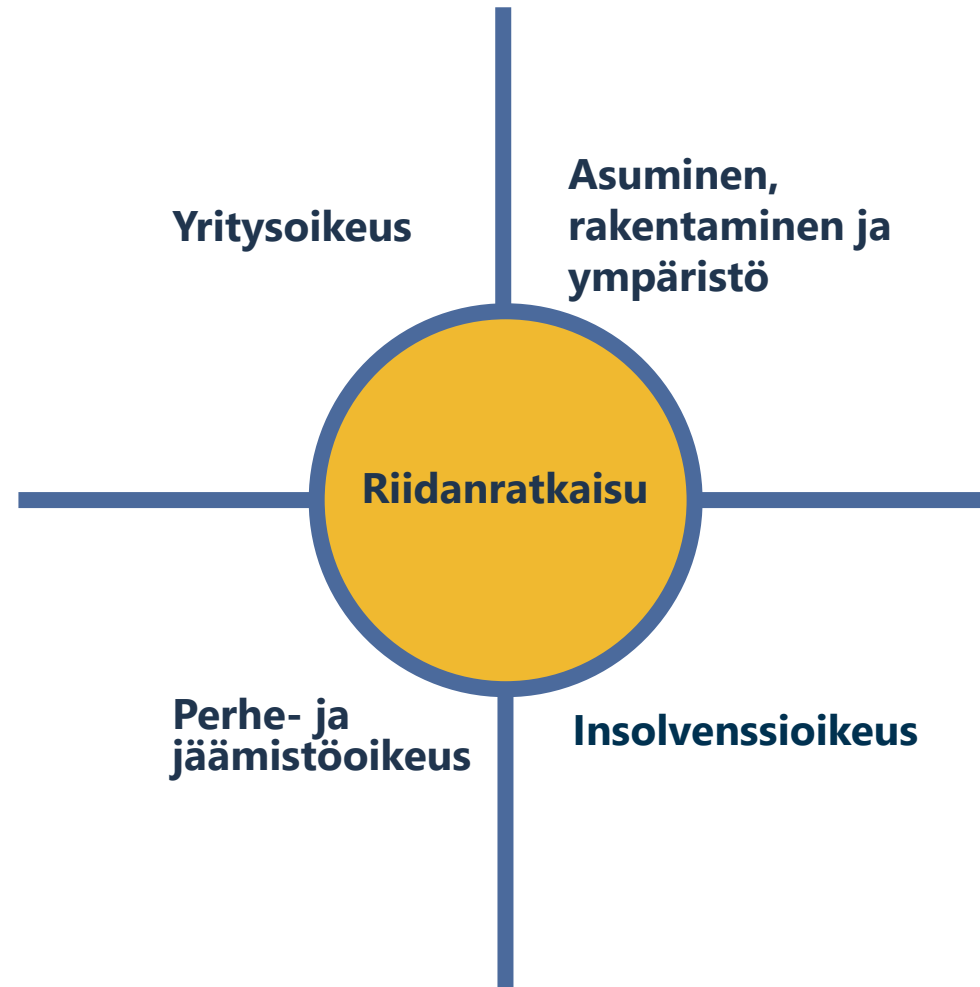 Yritysoikeus
Asuminen,
rakentaminen ja
ympäristö
Riidanratkaisu
Perhe- ja
jäämistöoikeus
Insolvenssioikeus